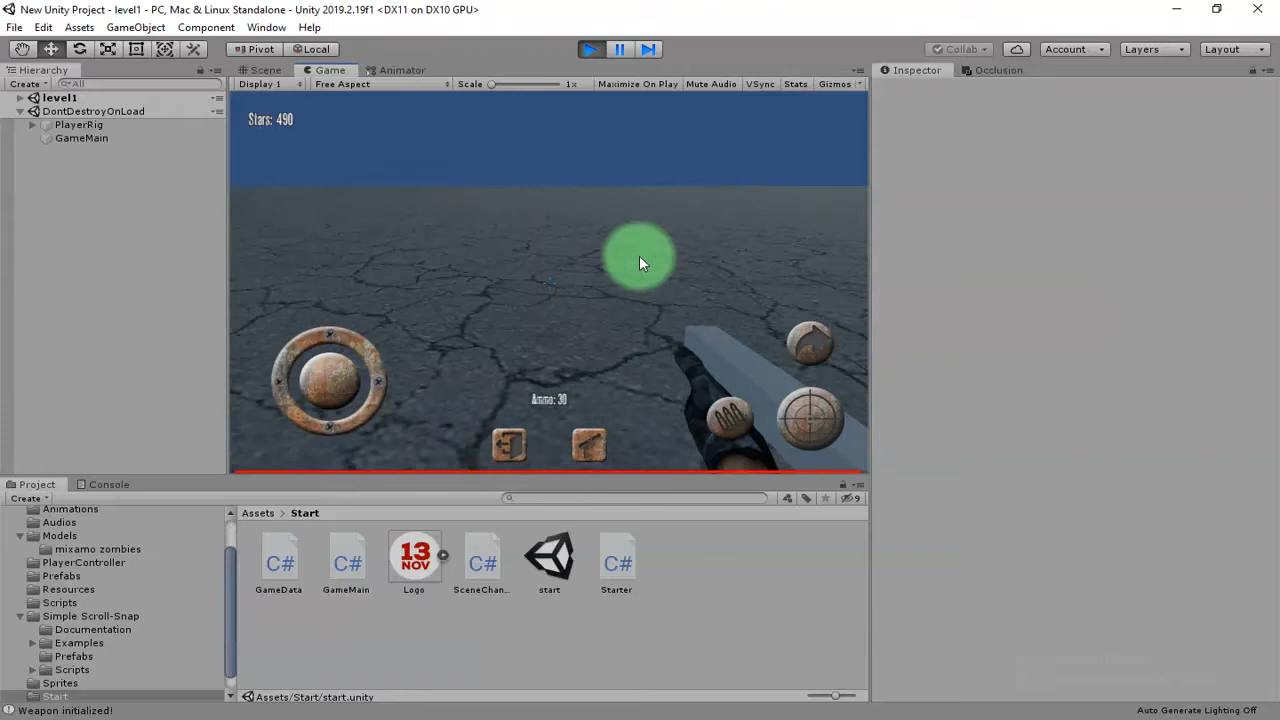 New Unity Project - level1 - PC, Mac & Linux Standalone - Unity 2019.2.19f1 <DX11 on DX10 GPU>
File Edit Assets GameObject Component Window Help
Pivot Local Collab Account Layers Layout
Hierarchy Scene Game Animator Inspector Occlusion
Create All Display 1 Free Aspect Scale 1x Maximize On Play Mute Audio VSync Stats Gizmos
level1
DontDestroyOnLoad
PlayerRig
GameMain
Stars: 490
Ammo: 30
Project Console
Create 9
Animations
Audios
Models
mixamo zombies
PlayerController
Prefabs
Resources
Scripts
Simple Scroll-Snap
Documentation
Examples
Prefabs
Scripts
Sprites
Start
Assets Start
C# C# 13 NOV C# C#
GameData GameMain Logo SceneChan... start Starter
Assets/Start/start.unity
Weapon initialized! Auto Generate Lighting Off